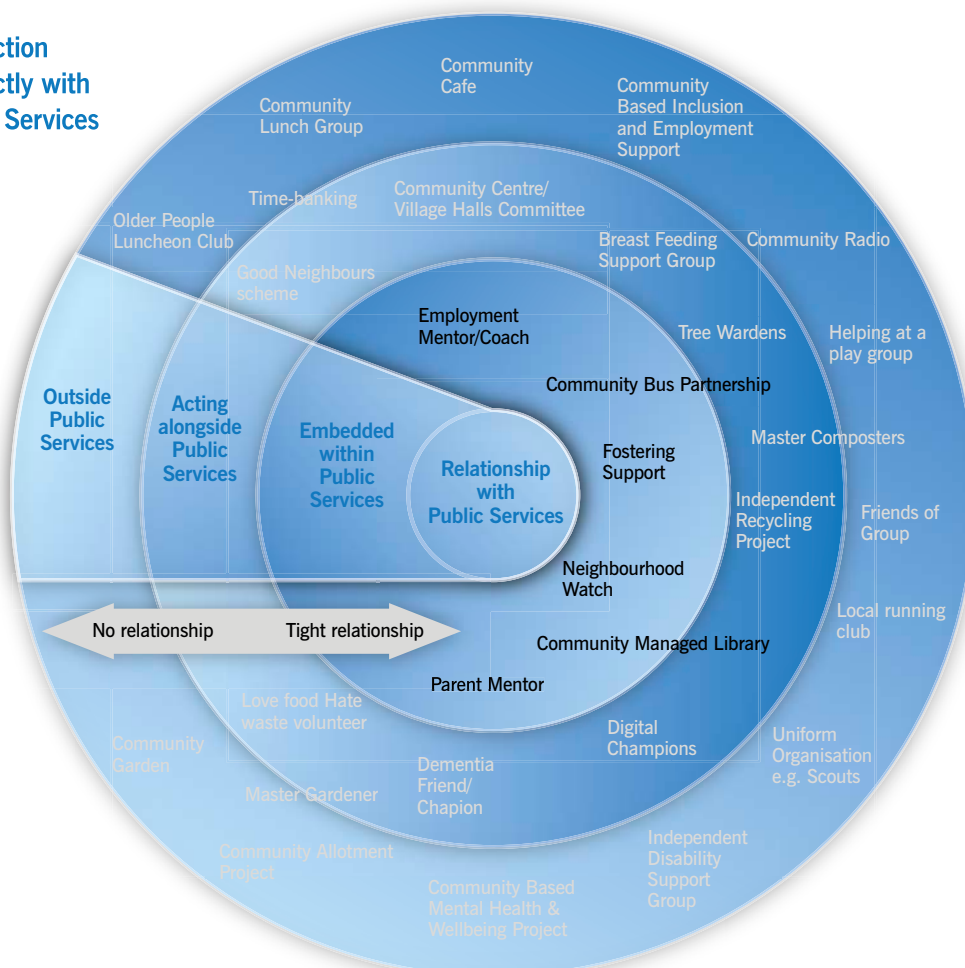 ction
ctly with
Services
Community
Cafe
Community
Lunch Group
Community
Based Inclusion
and Employment
Support
Time-banking
Community Centre/
Village Halls Committee
Older People
Luncheon Club
Breast Feeding
Support Group
Community Radio
Good Neighbours
scheme
Employment
Mentor/Coach
Tree Wardens
Helping at a
play group
Community Bus Partnership
Outside
Public
Services
Acting
alongside
Public
Services
Embedded
within
Public
Services
Relationship
with
Public Services
Fostering
Support
Master Composters
Independent
Recycling
Project
Friends of
Group
Neighbourhood
Watch
Local running
club
No relationship
Tight relationship
Community Managed Library
Parent Mentor
Love food Hate
waste volunteer
Community
Garden
Digital
Champions
Uniform
Organisation
e.g. Scouts
Dementia
Friend/
Chapion
Master Gardener
Community Allotment
Project
Independent
Disability
Support
Group
Community Based
Mental Health &
Wellbeing Project